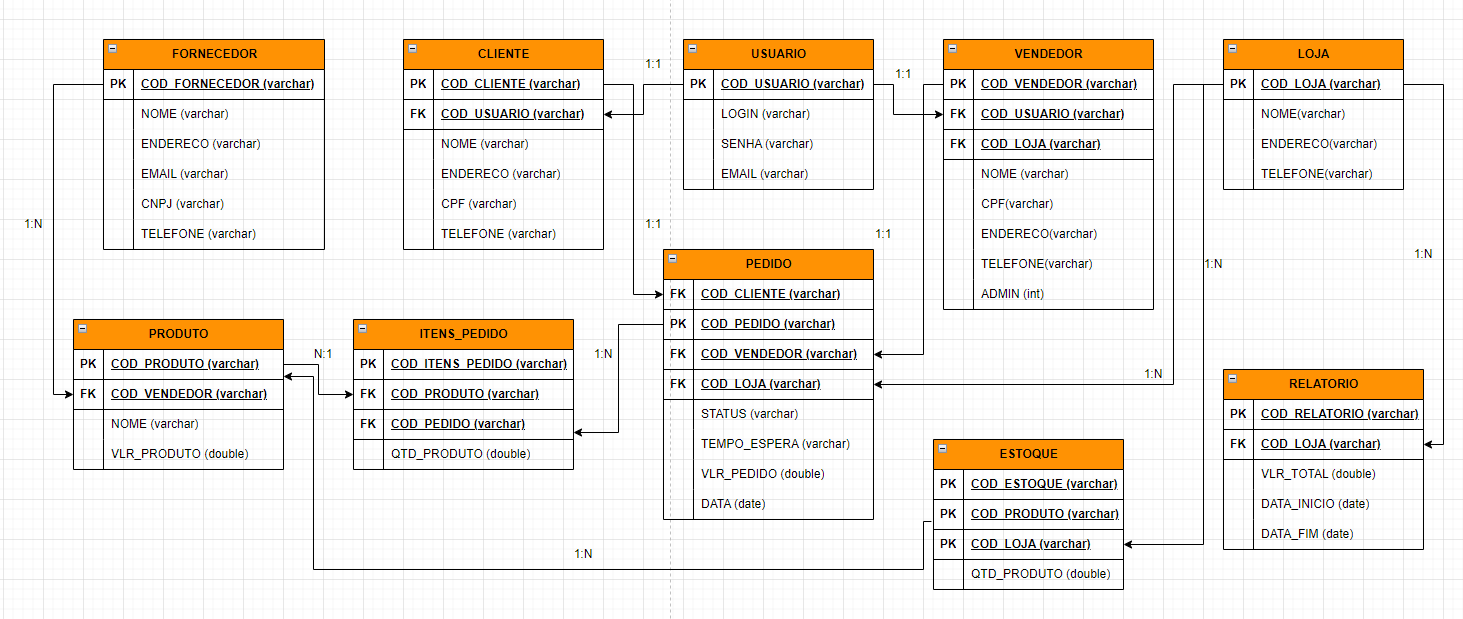 FORNECEDOR
PK COD_FORNECEDOR (varchar)
NOME (varchar)
ENDERECO (varchar)
EMAIL (varchar)
CNPJ (varchar)
TELEFONE (varchar)
CLIENTE
PK COD_CLIENTE (varchar)
FK COD_USUARIO (varchar)
NOME (varchar)
ENDERECO (varchar)
CPF (varchar)
TELEFONE (varchar)
1:1
USUARIO
PK COD_USUARIO (varchar)
LOGIN (varchar)
SENHA (varchar)
EMAIL (varchar)
1:1
VENDEDOR
PK COD_VENDEDOR (varchar)
FK COD_USUARIO (varchar)
FK COD_LOJA (varchar)
NOME (varchar)
CPF(varchar)
ENDERECO(varchar)
TELEFONE(varchar)
ADMIN (int)
LOJA
PK COD_LOJA (varchar)
NOME(varchar)
ENDERECO(varchar)
TELEFONE(varchar)
1:N
1:1
1:1
1:N
1:N
PRODUTO
PK COD_PRODUTO (varchar)
FK COD_VENDEDOR (varchar)
NOME (varchar)
VLR_PRODUTO (double)
N:1
ITENS_PEDIDO
PK COD_ITENS_PEDIDO (varchar)
FK COD_PRODUTO (varchar)
FK COD_PEDIDO (varchar)
QTD_PRODUTO (double)
1:N
PEDIDO
FK COD_CLIENTE (varchar)
PK COD_PEDIDO (varchar)
FK COD_VENDEDOR (varchar)
FK COD_LOJA (varchar)
STATUS (varchar)
TEMPO_ESPERA (varchar)
VLR_PEDIDO (double)
DATA (date)
1:N
ESTOQUE
PK COD_ESTOQUE (varchar)
PK COD_PRODUTO (varchar)
PK COD_LOJA (varchar)
QTD_PRODUTO (double)
RELATORIO
PK COD_RELATORIO (varchar)
FK COD_LOJA (varchar)
VLR_TOTAL (double)
DATA_INICIO (date)
DATA_FIM (date)
1:N